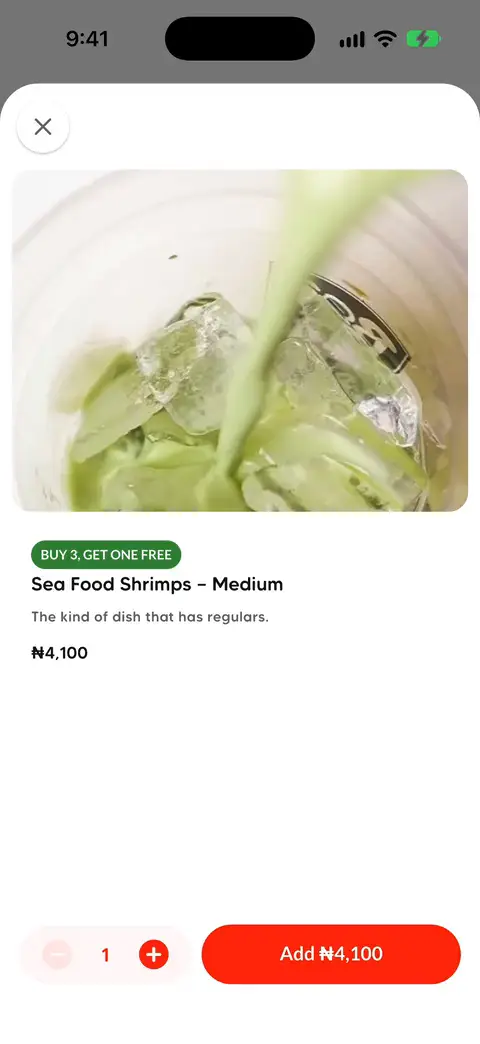 9:41
BUY 3, GET ONE FREE
Sea Food Shrimps – Medium
The kind of dish that has regulars.
₦4,100
1
Add ₦4,100